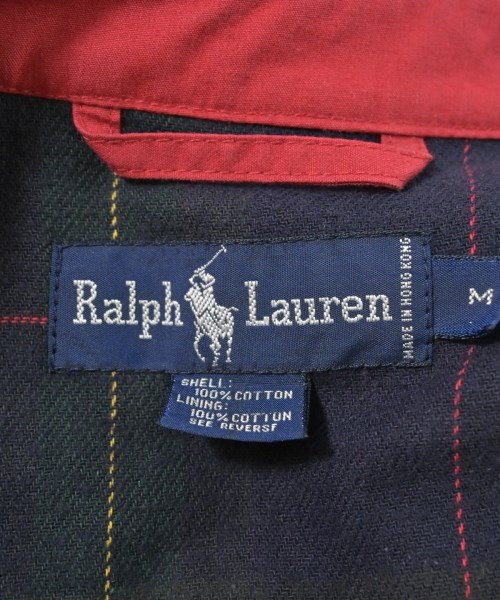 Ralph Lauren
MADE IN HONG KONG
M
SHELL:
100% COTTON
LINING:
100% COTTON
SEE REVERSE